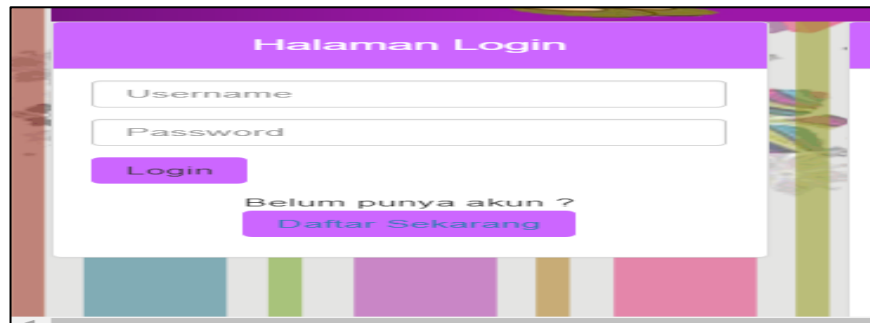 Halaman Login
Username
Password
Login
Belum punya akun ?
Daftar Sekarang